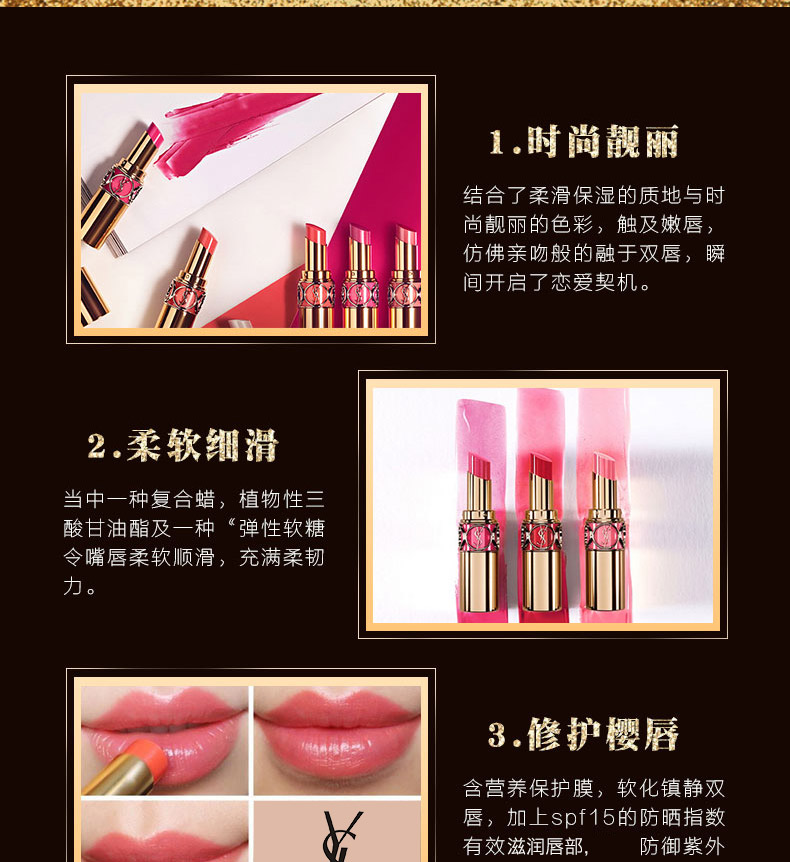 1.时尚靓丽
结合了柔滑保湿的质地与时
尚靓丽的色彩，触及嫩唇，
仿佛亲吻般的融于双唇，瞬
间开启了恋爱契机。
2.柔软细滑
当中一种复合蜡，植物性三
酸甘油酯及一种“弹性软糖
令嘴唇柔软顺滑，充满柔韧
力。
3.修护樱唇
含营养保护膜，软化镇静双
唇，加上spf15的防晒指数
有效滋润唇部, 防御紫外
YSL